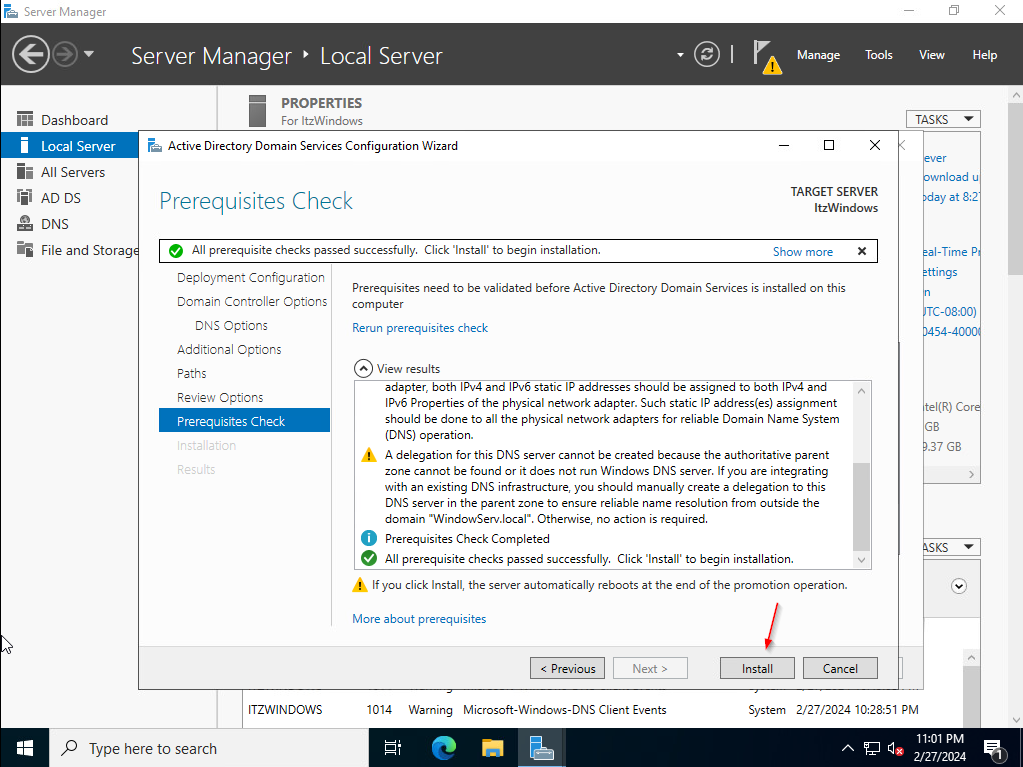 Server Manager
Server Manager ‣ Local Server
Manage
Tools
View
Help
Dashboard
Local Server
All Servers
AD DS
DNS
File and Storage
PROPERTIES
For ItzWindows
TASKS
Active Directory Domain Services Configuration Wizard
Prerequisites Check
TARGET SERVER
ItzWindows
All prerequisite checks passed successfully. Click 'Install' to begin installation.
Show more
Deployment Configuration
Domain Controller Options
DNS Options
Additional Options
Paths
Review Options
Prerequisites Check
Installation
Results
Prerequisites need to be validated before Active Directory Domain Services is installed on this
computer
Rerun prerequisites check
View results
adapter, both IPv4 and IPv6 static IP addresses should be assigned to both IPv4 and
IPv6 Properties of the physical network adapter. Such static IP address(es) assignment
should be done to all the physical network adapters for reliable Domain Name System
(DNS) operation.
A delegation for this DNS server cannot be created because the authoritative parent
zone cannot be found or it does not run Windows DNS server. If you are integrating
with an existing DNS infrastructure, you should manually create a delegation to this
DNS server in the parent zone to ensure reliable name resolution from outside the
domain "WindowServ.local". Otherwise, no action is required.
Prerequisites Check Completed
All prerequisite checks passed successfully. Click 'Install' to begin installation.
If you click Install, the server automatically reboots at the end of the promotion operation.
More about prerequisites
< Previous
Next >
Install
Cancel
ever
ownload u
oday at 8:27
eal-Time Pr
ettings
n
UTC-08:00)
0454-40000
tel(R) Core
GB
9.37 GB
ASKS
ITZWINDOWS 1014 Warning Microsoft-Windows-DNS Client Events System 2/27/2024 10:28:51 PM
Type here to search
11:01 PM
2/27/2024
1